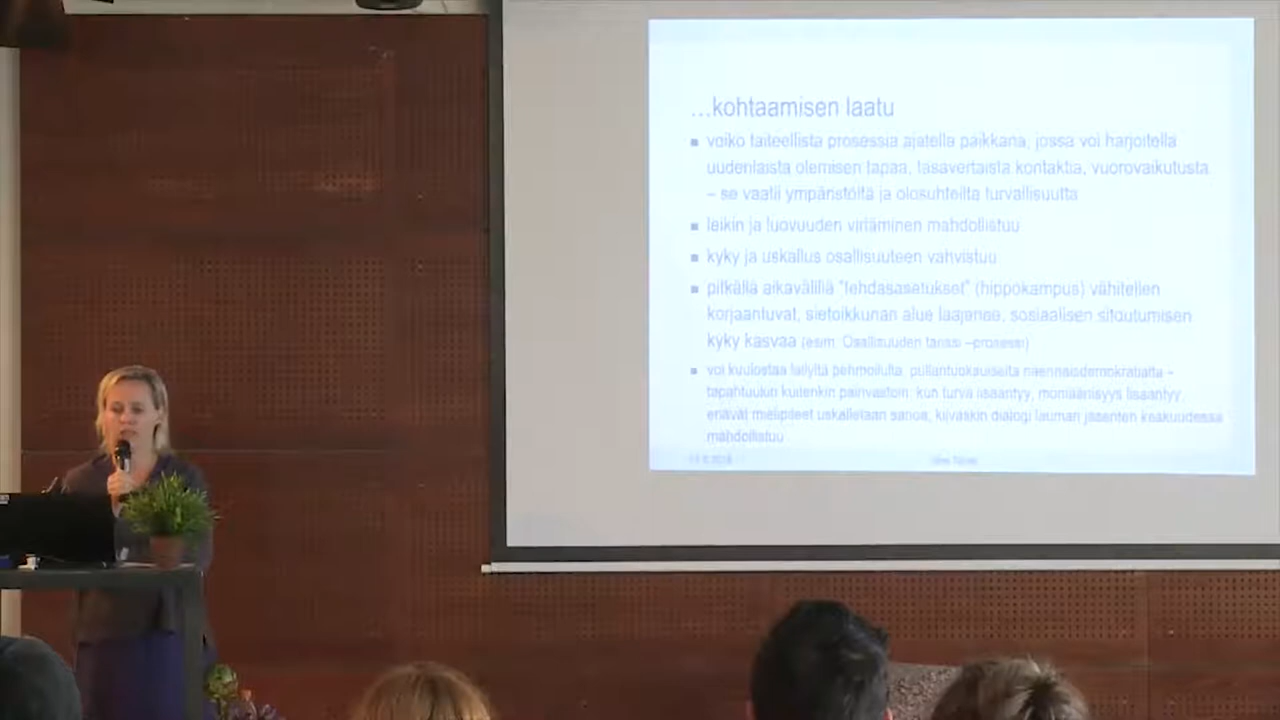 ...kohtaamisen laatu
voiko taiteellista prosessia ajatella paikkana, jossa voi harjoitella
uudenlaista olemisen tapaa, tasavertaista kontaktia, vuorovaikutusta
– se vaatii ympäristöltä ja olosuhteilta turvallisuutta
leikin ja luovuuden viriäminen mahdollistuu
kyky ja uskallus osallisuuteen vahvistuu
pitkällä aikavälillä "tehdasasetukset" (hippokampus) vähitellen
korjaantuvat, sietoikkunan alue laajenee, sosiaalisen sitoutumisen
kyky kasvaa (esim. Osallisuuden tanssi –prosessi)
voi kuulostaa pehmoilulta, pullantuoksuiselta näennäisdemokratialta –
tapahtuukin kuitenkin päinvastoin: kun turva lisääntyy, moniäänisyys lisääntyy,
eriävät mielipiteet uskalletaan sanoa, kiivaskin dialogi lauman jäsenten keskuudessa
mahdollistuu